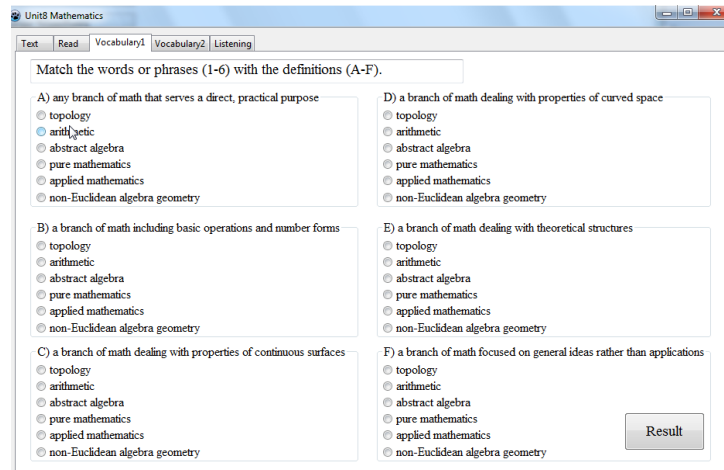 Unit8 Mathematics
Text Read Vocabulary1 Vocabulary2 Listening
Match the words or phrases (1-6) with the definitions (A-F).
A) any branch of math that serves a direct, practical purpose
topology
arithmetic
abstract algebra
pure mathematics
applied mathematics
non-Euclidean algebra geometry
B) a branch of math including basic operations and number forms
topology
arithmetic
abstract algebra
pure mathematics
applied mathematics
non-Euclidean algebra geometry
C) a branch of math dealing with properties of continuous surfaces
topology
arithmetic
abstract algebra
pure mathematics
applied mathematics
non-Euclidean algebra geometry
D) a branch of math dealing with properties of curved space
topology
arithmetic
abstract algebra
pure mathematics
applied mathematics
non-Euclidean algebra geometry
E) a branch of math dealing with theoretical structures
topology
arithmetic
abstract algebra
pure mathematics
applied mathematics
non-Euclidean algebra geometry
F) a branch of math focused on general ideas rather than applications
topology
arithmetic
abstract algebra
pure mathematics
applied mathematics
non-Euclidean algebra geometry
Result